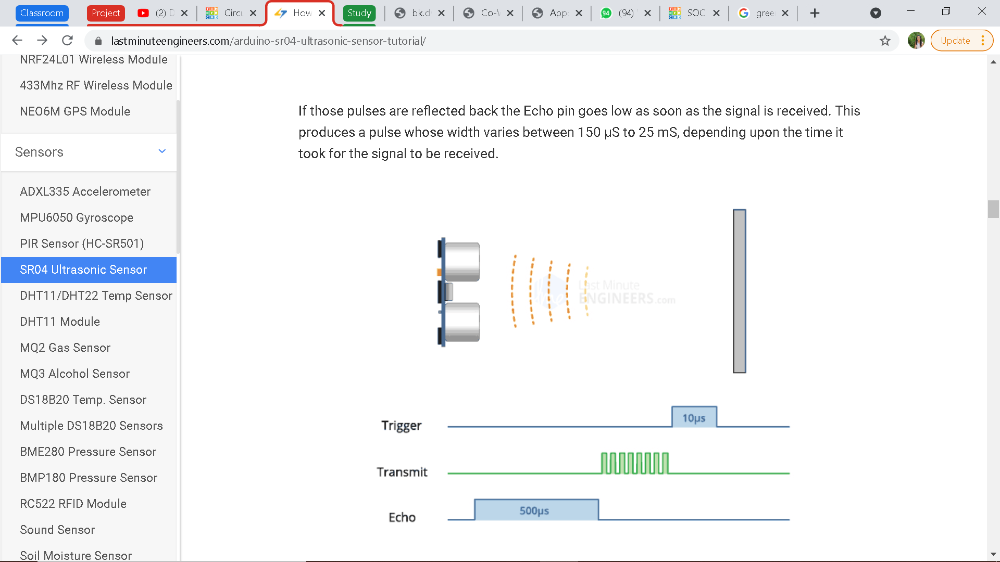 Classroom
Project
(2) D
Circu
How
Study
bk.d
Co-
App
94
(94)
SOC
gree
lastminuteengineers.com/arduino-sr04-ultrasonic-sensor-tutorial/
Update
NRF24L01 Wireless Module
433Mhz RF Wireless Module
NEO6M GPS Module
Sensors
ADXL335 Accelerometer
MPU6050 Gyroscope
PIR Sensor (HC-SR501)
SR04 Ultrasonic Sensor
DHT11/DHT22 Temp Sensor
DHT11 Module
MQ2 Gas Sensor
MQ3 Alcohol Sensor
DS18B20 Temp. Sensor
Multiple DS18B20 Sensors
BME280 Pressure Sensor
BMP180 Pressure Sensor
RC522 RFID Module
Sound Sensor
Soil Moisture Sensor
If those pulses are reflected back the Echo pin goes low as soon as the signal is received. This
produces a pulse whose width varies between 150 µS to 25 mS, depending upon the time it
took for the signal to be received.
Last Minute
ENGINEERS.com
Trigger
10µs
Transmit
Echo
500µs